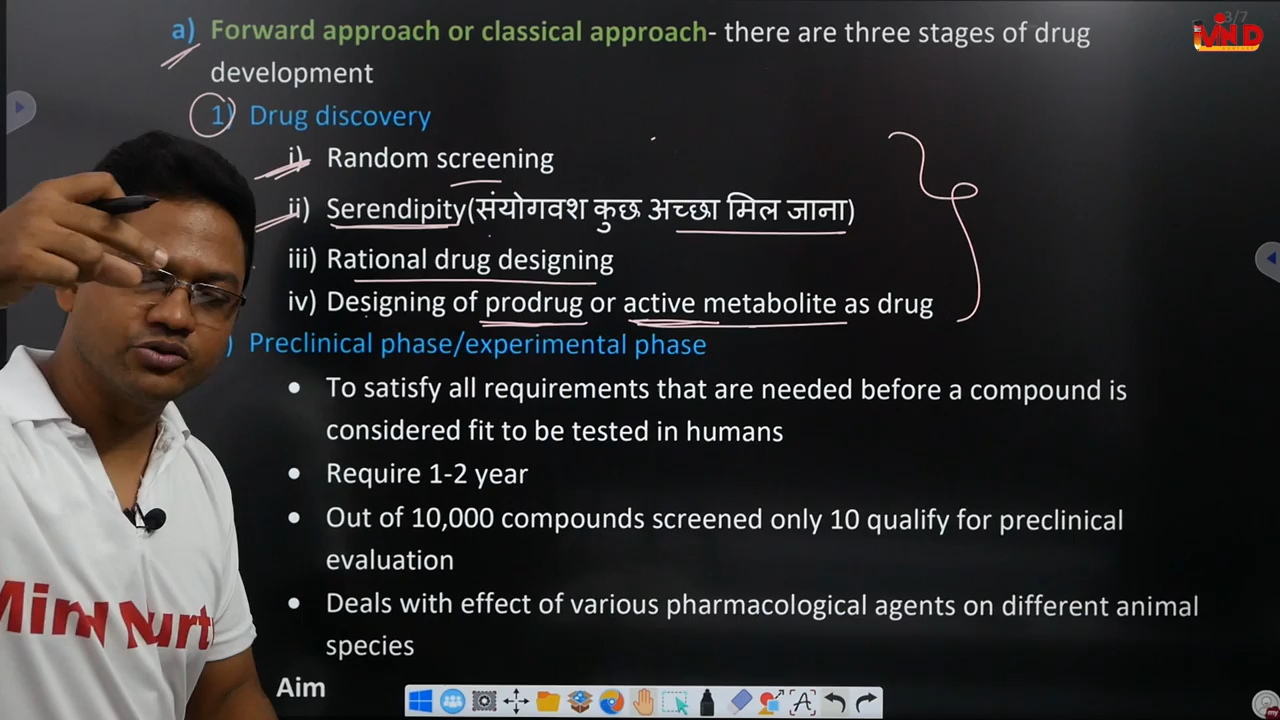 3/7
MIND
a) Forward approach or classical approach- there are three stages of drug
development
1) Drug discovery
i) Random screening
ii) Serendipity(संयोगवश कुछ अच्छा मिल जाना)
iii) Rational drug designing
iv) Designing of prodrug or active metabolite as drug
) Preclinical phase/experimental phase
• To satisfy all requirements that are needed before a compound is
considered fit to be tested in humans
• Require 1-2 year
• Out of 10,000 compounds screened only 10 qualify for preclinical
evaluation
• Deals with effect of various pharmacological agents on different animal
species
Mind Nurt
Aim